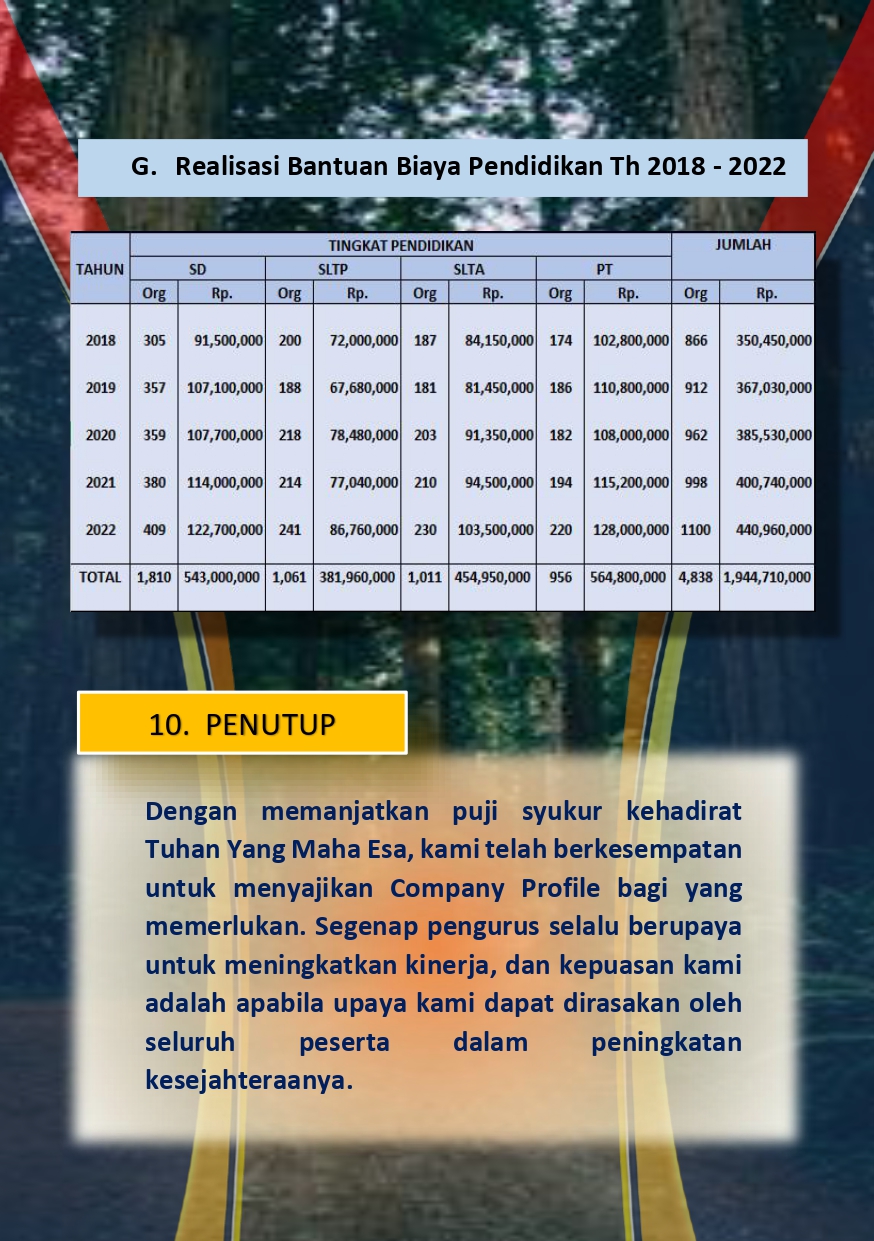 G. Realisasi Bantuan Biaya Pendidikan Th 2018 - 2022
TAHUN TINGKAT PENDIDIKAN JUMLAH
SD SLTP SLTA PT
Org Rp. Org Rp. Org Rp. Org Rp. Org Rp.
2018 305 91,500,000 200 72,000,000 187 84,150,000 174 102,800,000 866 350,450,000
2019 357 107,100,000 188 67,680,000 181 81,450,000 186 110,800,000 912 367,030,000
2020 359 107,700,000 218 78,480,000 203 91,350,000 182 108,000,000 962 385,530,000
2021 380 114,000,000 214 77,040,000 210 94,500,000 194 115,200,000 998 400,740,000
2022 409 122,700,000 241 86,760,000 230 103,500,000 220 128,000,000 1100 440,960,000
TOTAL 1,810 543,000,000 1,061 381,960,000 1,011 454,950,000 956 564,800,000 4,838 1,944,710,000
10. PENUTUP
Dengan memanjatkan puji syukur kehadirat
Tuhan Yang Maha Esa, kami telah berkesempatan
untuk menyajikan Company Profile bagi yang
memerlukan. Segenap pengurus selalu berupaya
untuk meningkatkan kinerja, dan kepuasan kami
adalah apabila upaya kami dapat dirasakan oleh
seluruh peserta dalam peningkatan
kesejahteraanya.